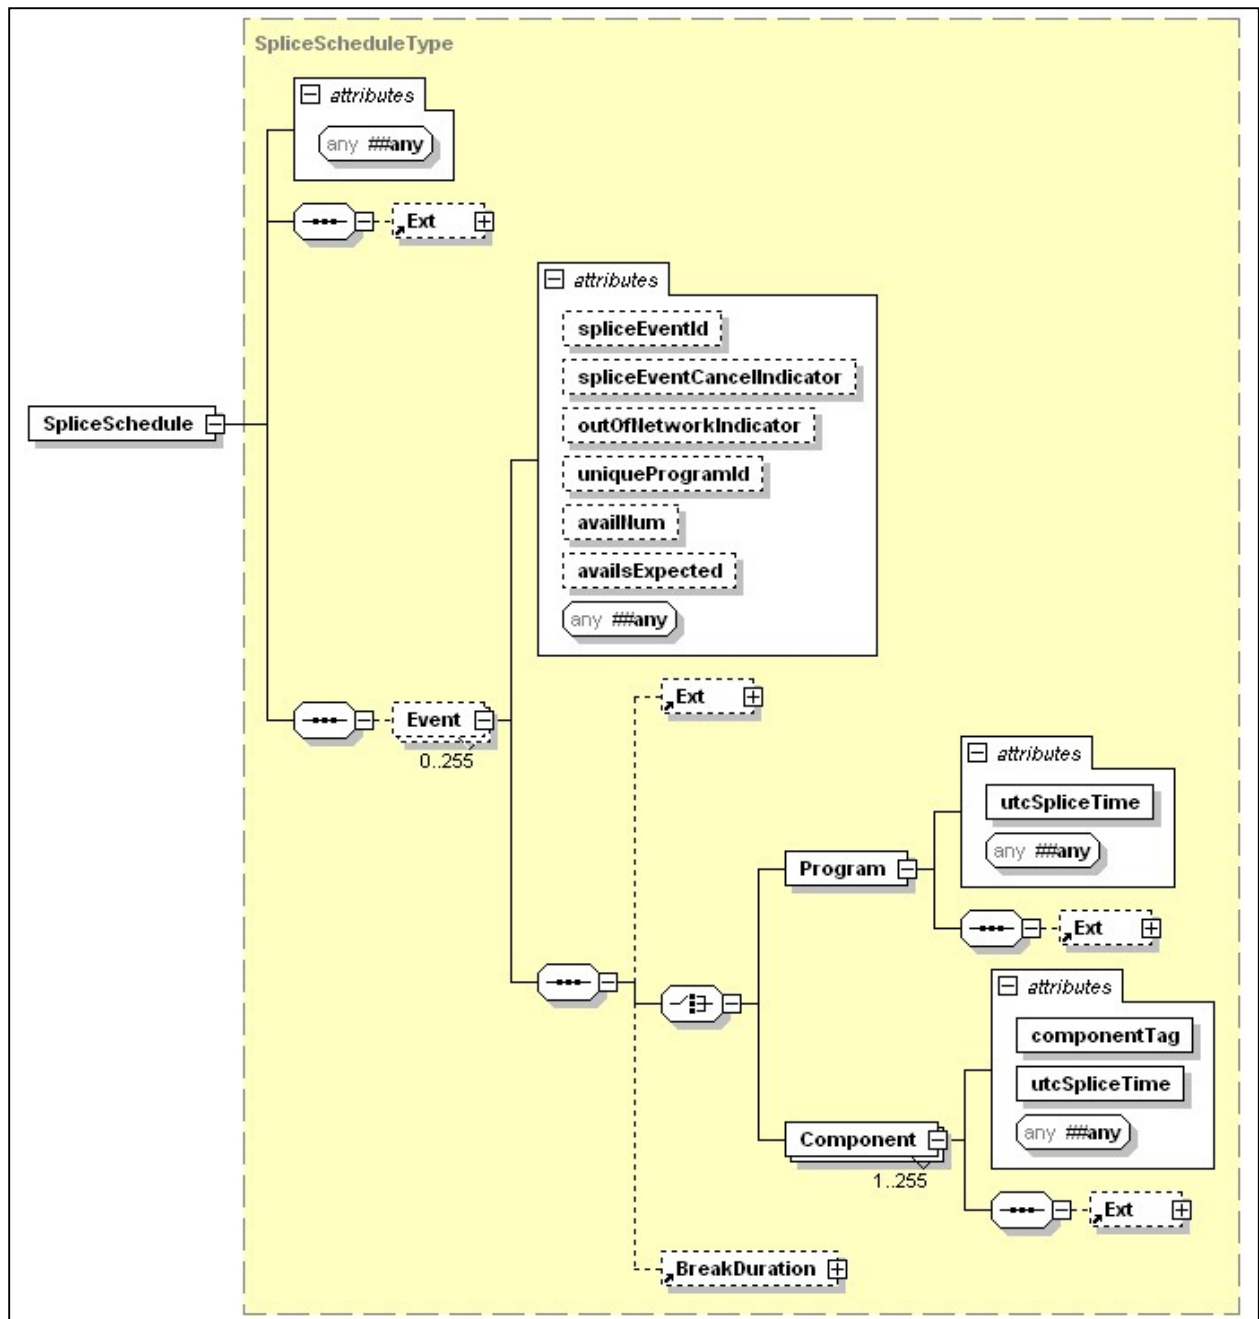 SpliceScheduleType
attributes
any ##any
Ext
attributes
spliceEventId
spliceEventCancelIndicator
outOfNetworkIndicator
uniqueProgramId
availNum
availsExpected
any ##any
SpliceSchedule
Event
0..255
Ext
attributes
utcSpliceTime
any ##any
Program
Ext
attributes
componentTag
utcSpliceTime
any ##any
Component
1..255
Ext
BreakDuration